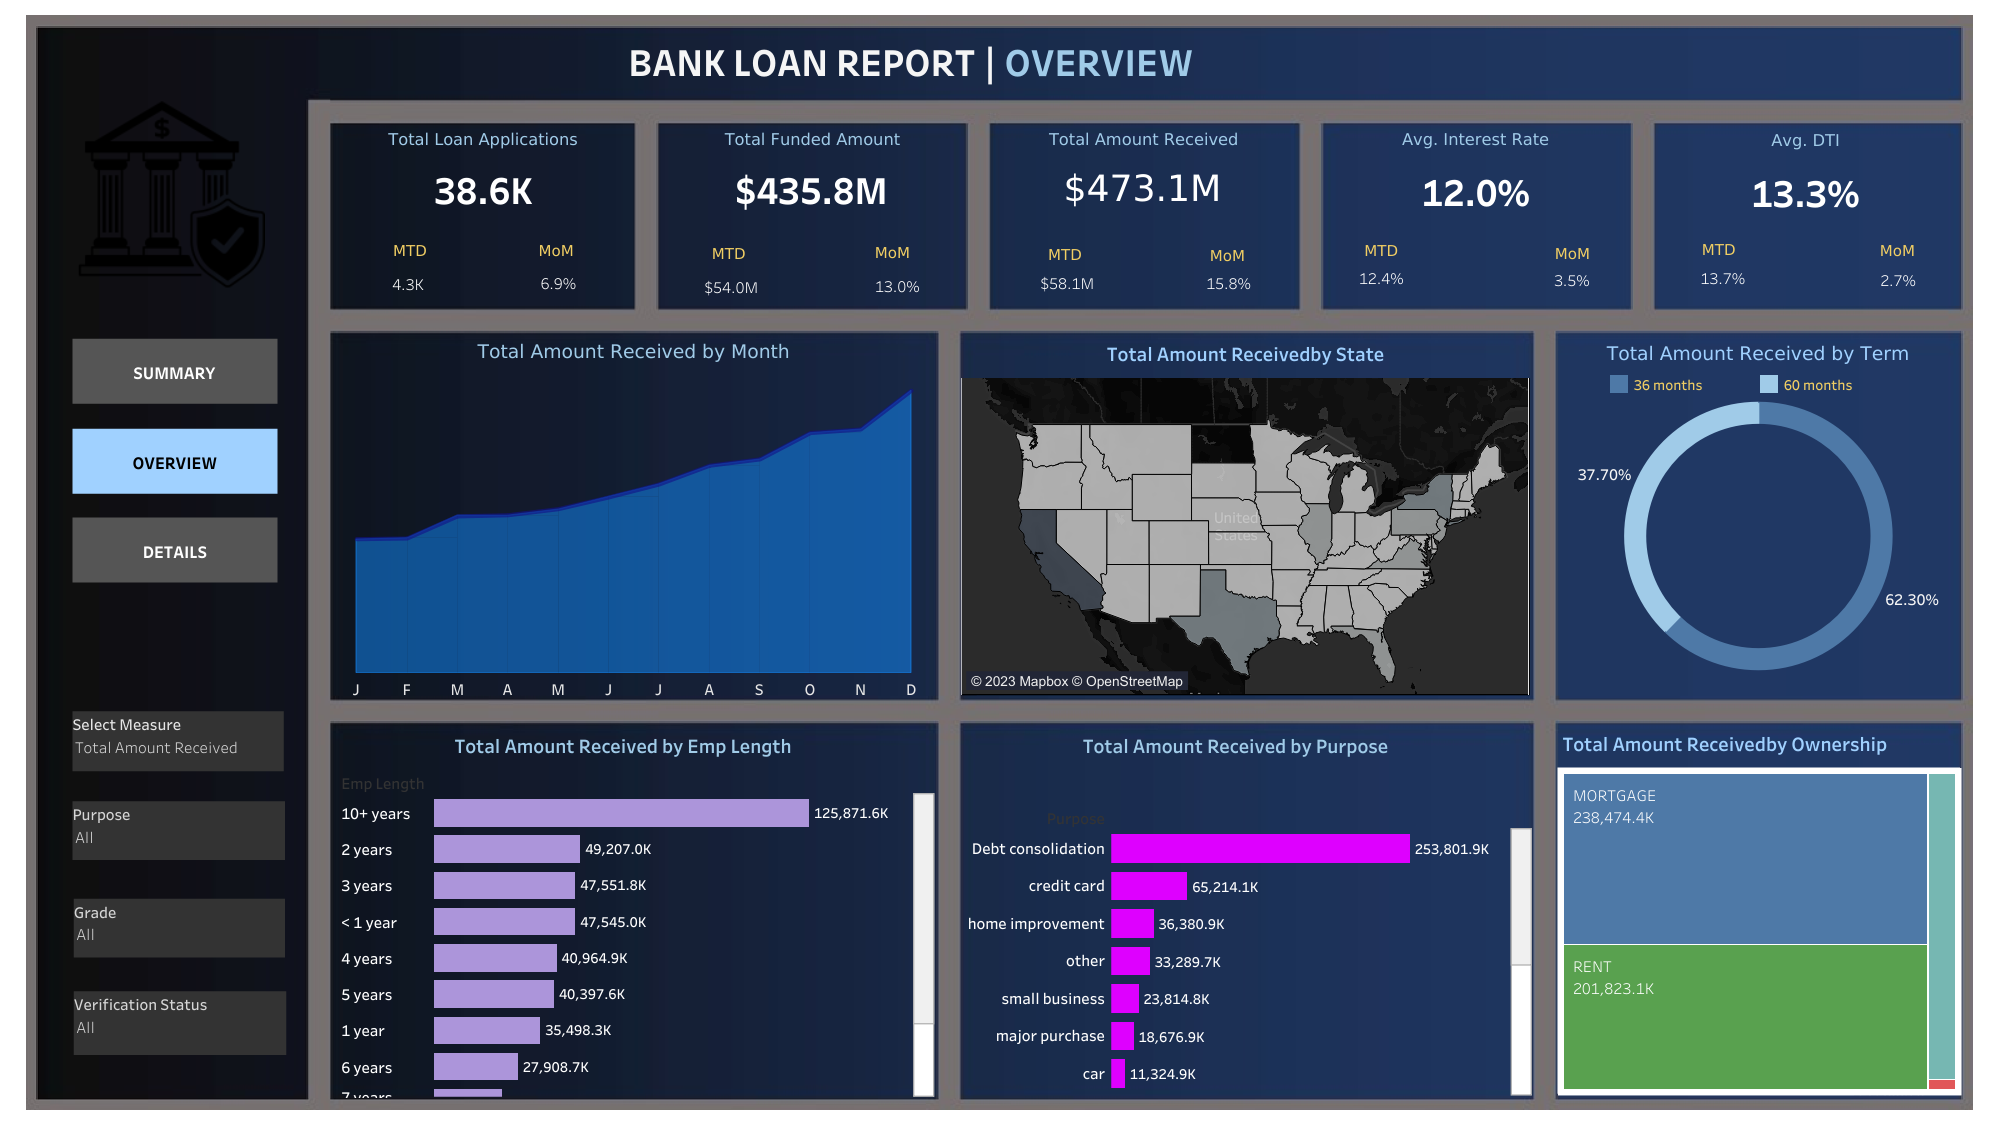 BANK LOAN REPORT | OVERVIEW
$
SUMMARY
OVERVIEW
DETAILS
Select Measure
Total Amount Received
Purpose
All
Grade
All
Verification Status
All
Total Loan Applications
38.6K
MTD MoM
4.3K 6.9%
Total Funded Amount
$435.8M
MTD MoM
$54.0M 13.0%
Total Amount Received
$473.1M
MTD MoM
$58.1M 15.8%
Avg. Interest Rate
12.0%
MTD MoM
12.4% 3.5%
Avg. DTI
13.3%
MTD MoM
13.7% 2.7%
Total Amount Received by Month
J F M A M J J A S O N D
Total Amount Receivedby State
United
States
© 2023 Mapbox © OpenStreetMap
Total Amount Received by Term
36 months 60 months
37.70%
62.30%
Total Amount Received by Emp Length
Emp Length
10+ years 125,871.6K
2 years 49,207.0K
3 years 47,551.8K
< 1 year 47,545.0K
4 years 40,964.9K
5 years 40,397.6K
1 year 35,498.3K
6 years 27,908.7K
7 years
Total Amount Received by Purpose
Purpose
Debt consolidation 253,801.9K
credit card 65,214.1K
home improvement 36,380.9K
other 33,289.7K
small business 23,814.8K
major purchase 18,676.9K
car 11,324.9K
Total Amount Receivedby Ownership
MORTGAGE
238,474.4K
RENT
201,823.1K